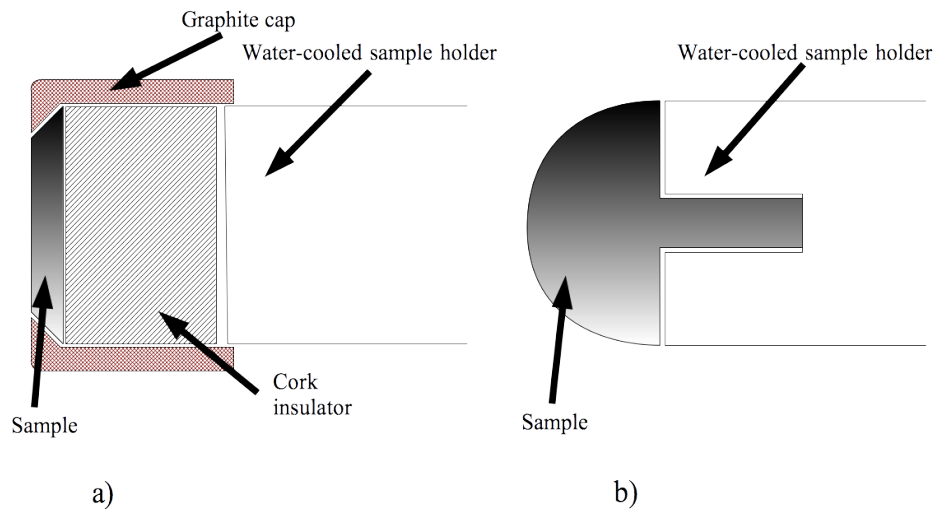 Graphite cap
Water-cooled sample holder
Cork
insulator
Sample
a)
Water-cooled sample holder
Sample
b)